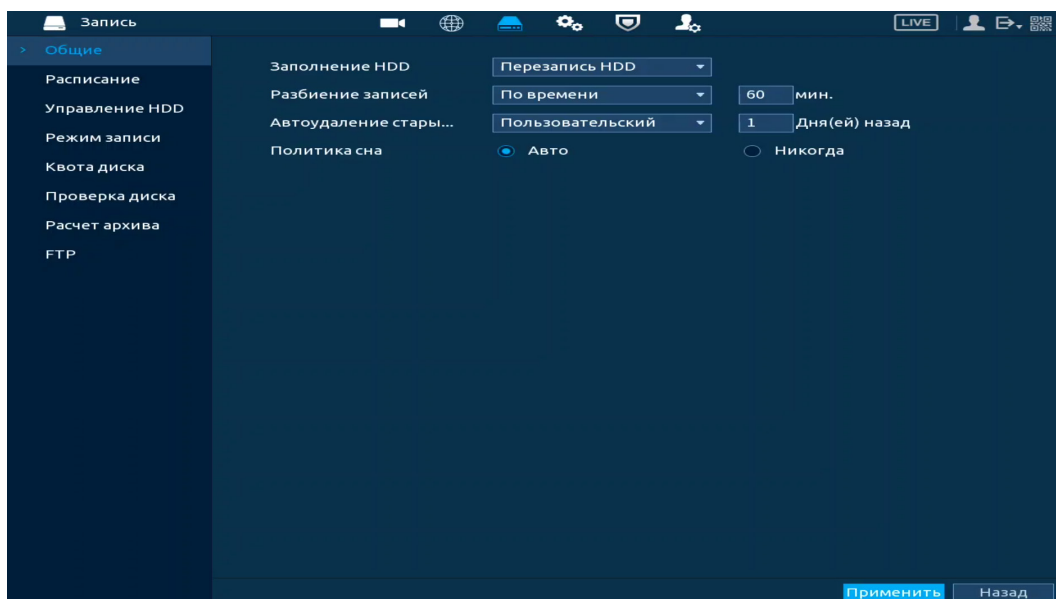 Запись LIVE
Общие
Расписание
Управление HDD
Режим записи
Квота диска
Проверка диска
Расчет архива
FTP
Заполнение HDD Перезапись HDD
Разбиение записей По времени 60 мин.
Автоудаление стары... Пользовательский 1 Дня(ей) назад
Политика сна Авто Никогда
Применить Назад